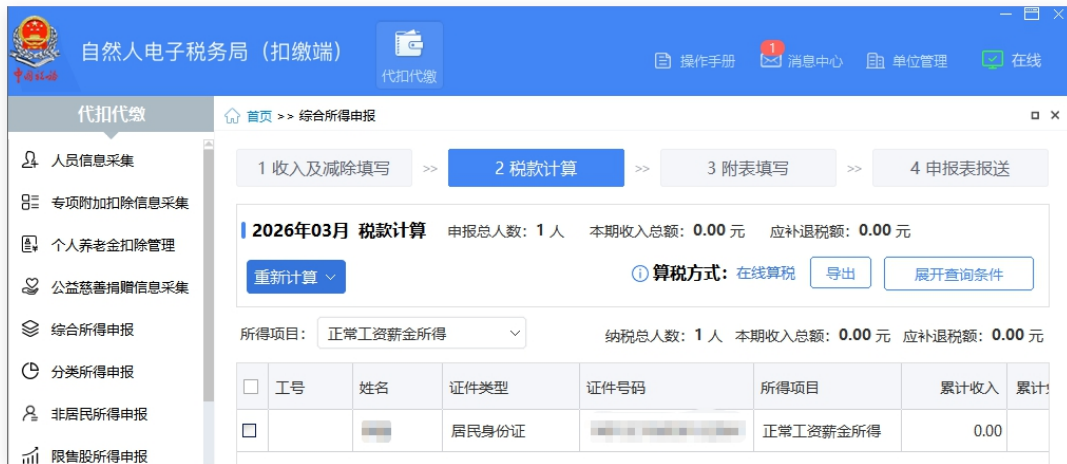 自然人电子税务局（扣缴端）
代扣代缴
操作手册
1
消息中心
单位管理
在线
中国税务
代扣代缴
首页 >> 综合所得申报
人员信息采集
专项附加扣除信息采集
个人养老金扣除管理
公益慈善捐赠信息采集
综合所得申报
分类所得申报
非居民所得申报
限售股所得申报
1 收入及减除填写 >> 2 税款计算 >> 3 附表填写 >> 4 申报表报送
2026年03月 税款计算 申报总人数：1 人 本期收入总额：0.00 元 应补退税额：0.00 元
重新计算 算税方式：在线算税 导出 展开查询条件
所得项目： 正常工资薪金所得 纳税总人数：1 人 本期收入总额：0.00 元 应补退税额：0.00 元
工号 姓名 证件类型 证件号码 所得项目 累计收入 累计
居民身份证 正常工资薪金所得 0.00